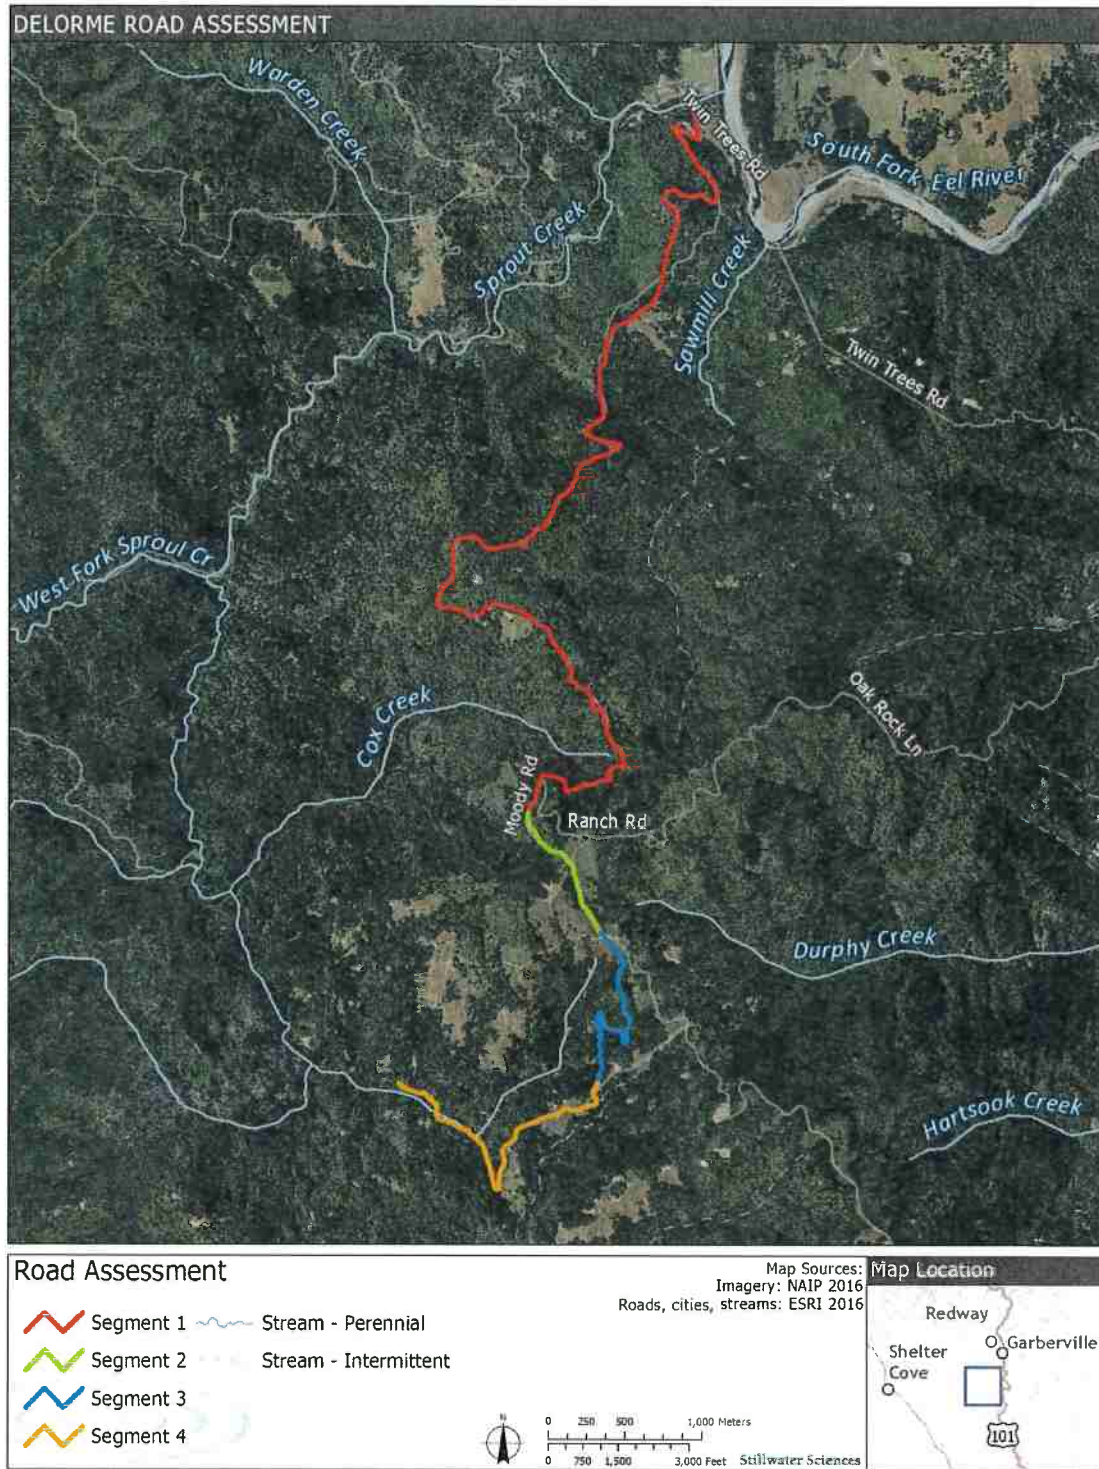 DELORME ROAD ASSESSMENT
Warden Creek
Twin Trees Rd
South Fork Eel River
Sprout Creek
Sawmill Creek
Twin Trees Rd
West Fork Sproul Cr
Oak Rock Ln
Cox Creek
Moody Rd
Ranch Rd
Durphy Creek
Hartsook Creek
Road Assessment
Segment 1
Segment 2
Segment 3
Segment 4
Stream - Perennial
Stream - Intermittent
Map Sources:
Imagery: NAIP 2016
Roads, cities, streams: ESRI 2016
N
0 250 500 1,000 Meters
0 750 1,500 3,000 Feet
Stillwater Sciences
Map Location
Redway
Garberville
Shelter
Cove
101